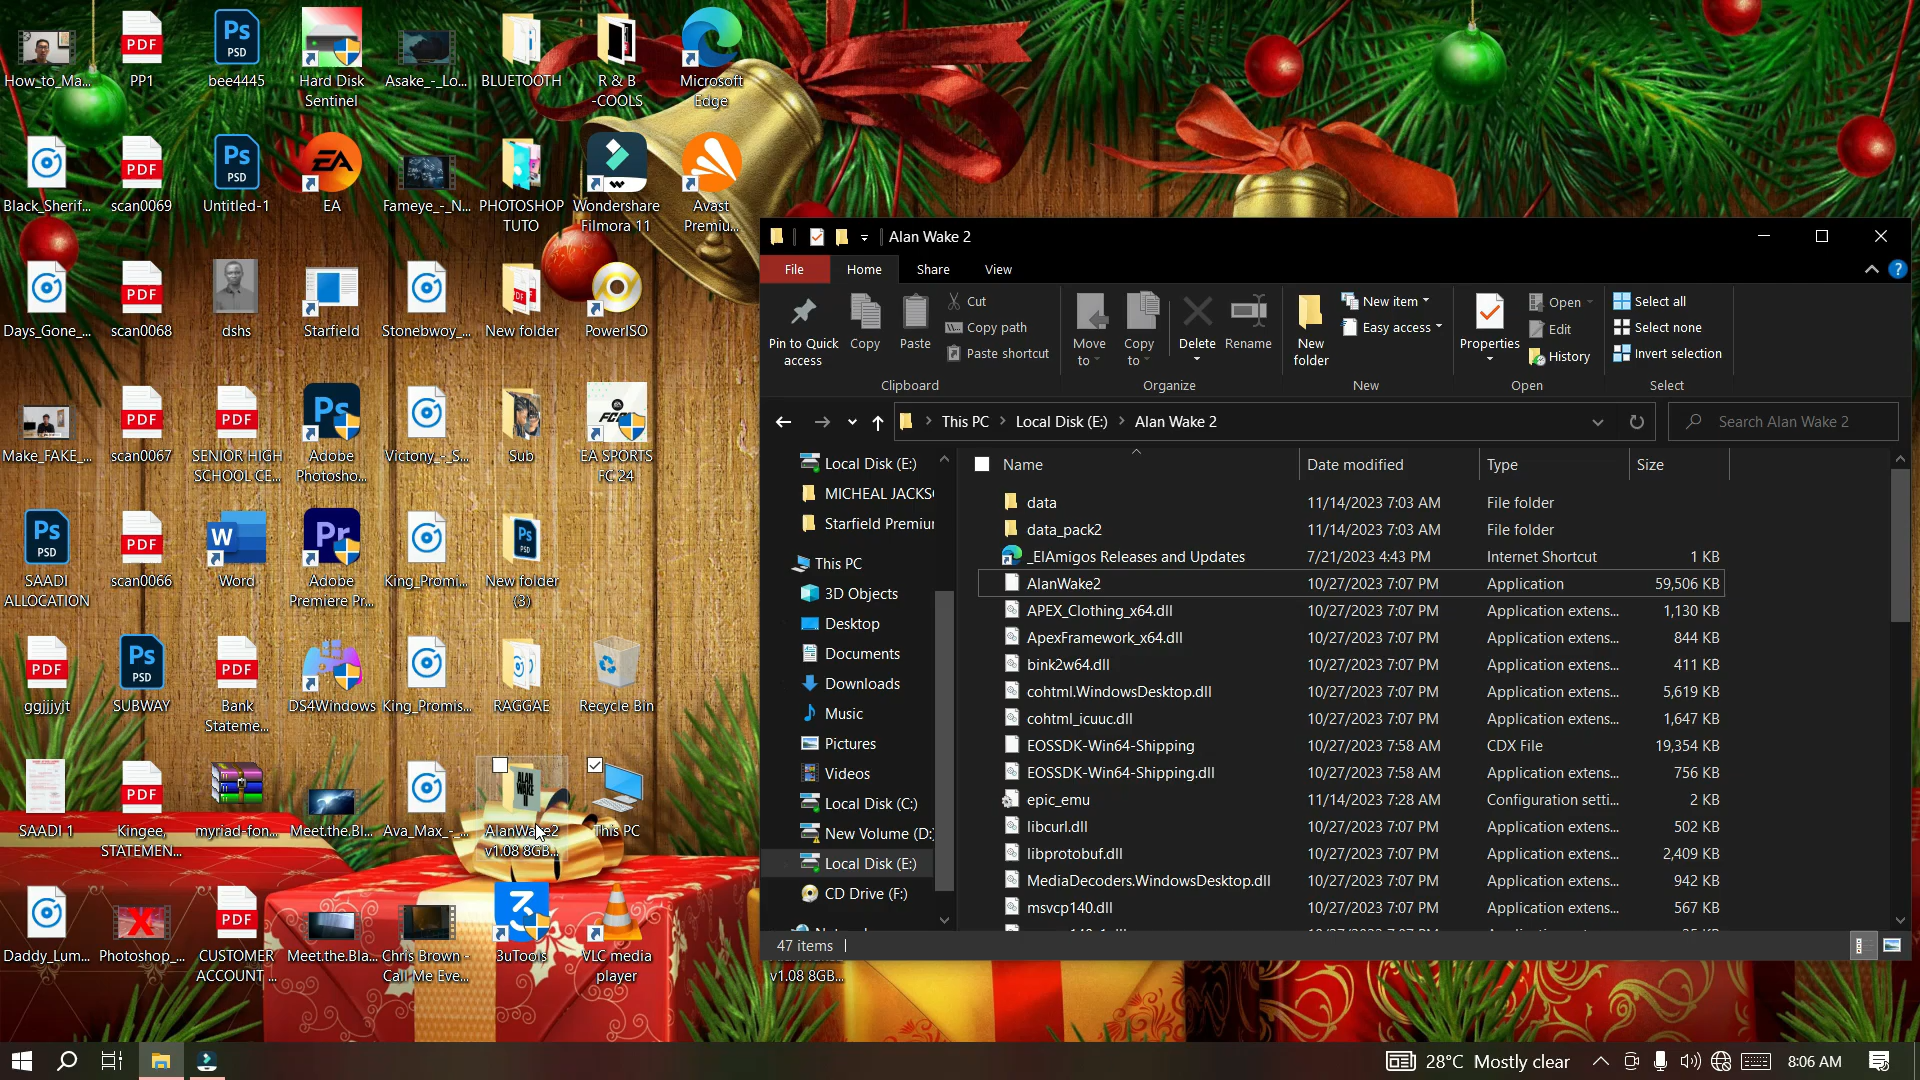 How_to_Ma...
PP1
bee4445
Hard Disk
Sentinel
Asake_-_Lo...
BLUETOOTH
R & B
-COOLS
Microsoft
Edge
Black_Sherif...
scan0069
Untitled-1
EA
Fameye_-_N...
PHOTOSHOP
TUTO
Wondershare
Filmora 11
Avast
Premiu...
Days_Gone_...
scan0068
dshs
Starfield
Stonebwoy_...
New folder
PowerISO
Make_FAKE_...
scan0067
SENIOR HIGH
SCHOOL CE...
Adobe
Photosho...
Victony_-_S...
Sub
EA SPORTS
FC 24
SAADI
ALLOCATION
scan0066
Word
Adobe
Premiere Pr...
King_Promi...
New folder
(3)
ggjjjyjt
SUBWAY
Bank
Stateme...
DS4Windows
King_Promis...
RAGGAE
Recycle Bin
SAADI 1
Kingee,
STATEMEN...
myriad-fon...
Meet.the.Bl...
Ava_Max_-_...
AlanWake2
v1.08 8GB...
This PC
Daddy_Lum...
Photoshop_...
CUSTOMER
ACCOUNT ...
Meet.the.Bla...
Chris Brown -
Call Me Eve...
3uTools
VLC media
player
v1.08 8GB...
Alan Wake 2
File Home Share View
Pin to Quick
access
Copy
Paste
Cut
Copy path
Paste shortcut
Clipboard
Move
to
Copy
to
Delete
Rename
Organize
New
folder
New item
Easy access
New
Properties
Open
Edit
History
Open
Select all
Select none
Invert selection
Select
This PC > Local Disk (E:) > Alan Wake 2
Search Alan Wake 2
Local Disk (E:)
MICHEAL JACKS
Starfield Premiu
This PC
3D Objects
Desktop
Documents
Downloads
Music
Pictures
Videos
Local Disk (C:)
New Volume (D:)
Local Disk (E:)
CD Drive (F:)
Name Date modified Type Size
data 11/14/2023 7:03 AM File folder
data_pack2 11/14/2023 7:03 AM File folder
_ElAmigos Releases and Updates 7/21/2023 4:43 PM Internet Shortcut 1 KB
AlanWake2 10/27/2023 7:07 PM Application 59,506 KB
APEX_Clothing_x64.dll 10/27/2023 7:07 PM Application extens... 1,130 KB
ApexFramework_x64.dll 10/27/2023 7:07 PM Application extens... 844 KB
bink2w64.dll 10/27/2023 7:07 PM Application extens... 411 KB
cohtml.WindowsDesktop.dll 10/27/2023 7:07 PM Application extens... 5,619 KB
cohtml_icuuc.dll 10/27/2023 7:07 PM Application extens... 1,647 KB
EOSSDK-Win64-Shipping 10/27/2023 7:58 AM CDX File 19,354 KB
EOSSDK-Win64-Shipping.dll 10/27/2023 7:58 AM Application extens... 756 KB
epic_emu 11/14/2023 7:28 AM Configuration setti... 2 KB
libcurl.dll 10/27/2023 7:07 PM Application extens... 502 KB
libprotobuf.dll 10/27/2023 7:07 PM Application extens... 2,409 KB
MediaDecoders.WindowsDesktop.dll 10/27/2023 7:07 PM Application extens... 942 KB
msvcp140.dll 10/27/2023 7:07 PM Application extens... 567 KB
47 items
28°C Mostly clear
8:06 AM